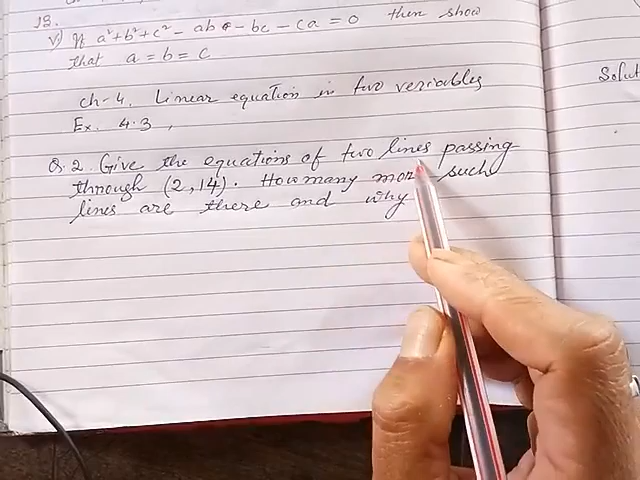 13.
v) If a² + b² + c² - ab - bc - ca = 0 then show
that a = b = c
Solut
ch-4. Linear equation in two veriables
Ex. 4.3,
Q.2. Give the equations of two lines passing
through (2,14). How many more such
lines are there and why